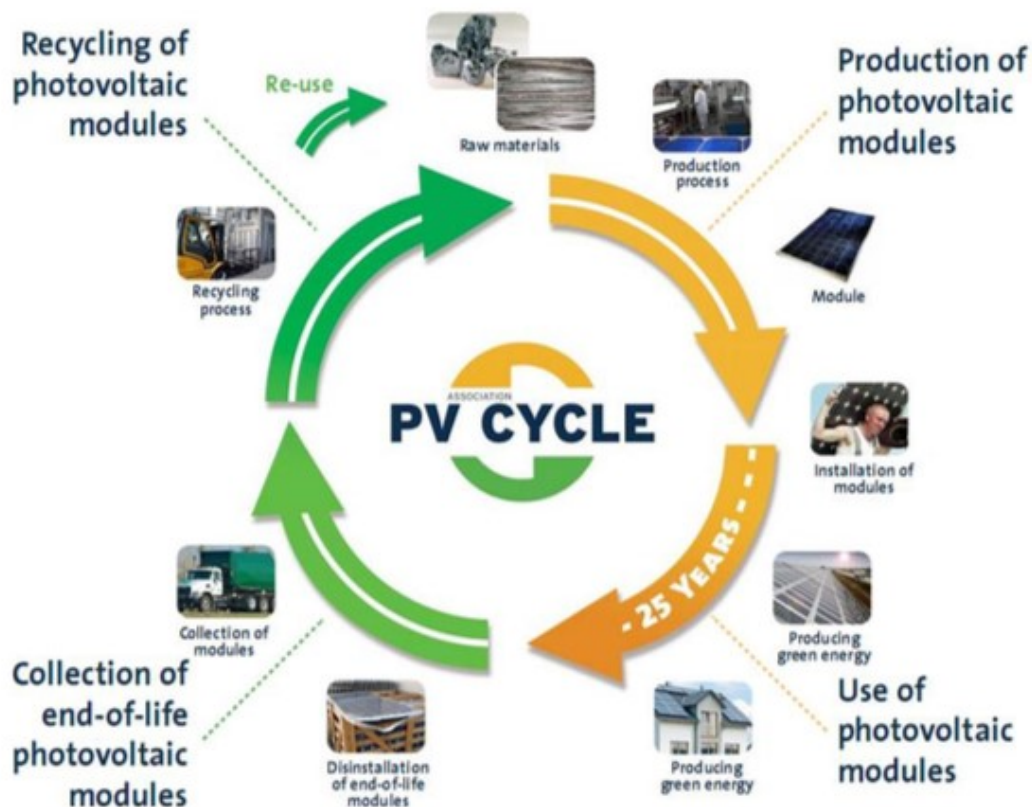 Recycling of
photovoltaic
modules
Re-use
Raw materials
Production
process
Production of
photovoltaic
modules
Module
Recycling
process
ASSOCIATION
PV CYCLE
Installation of
modules
- 25 YEARS - - -
Producing
green energy
Collection of
modules
Use of
photovoltaic
modules
Producing
green energy
Collection of
end-of-life
photovoltaic
modules
Disinstallation
of end-of-life
modules